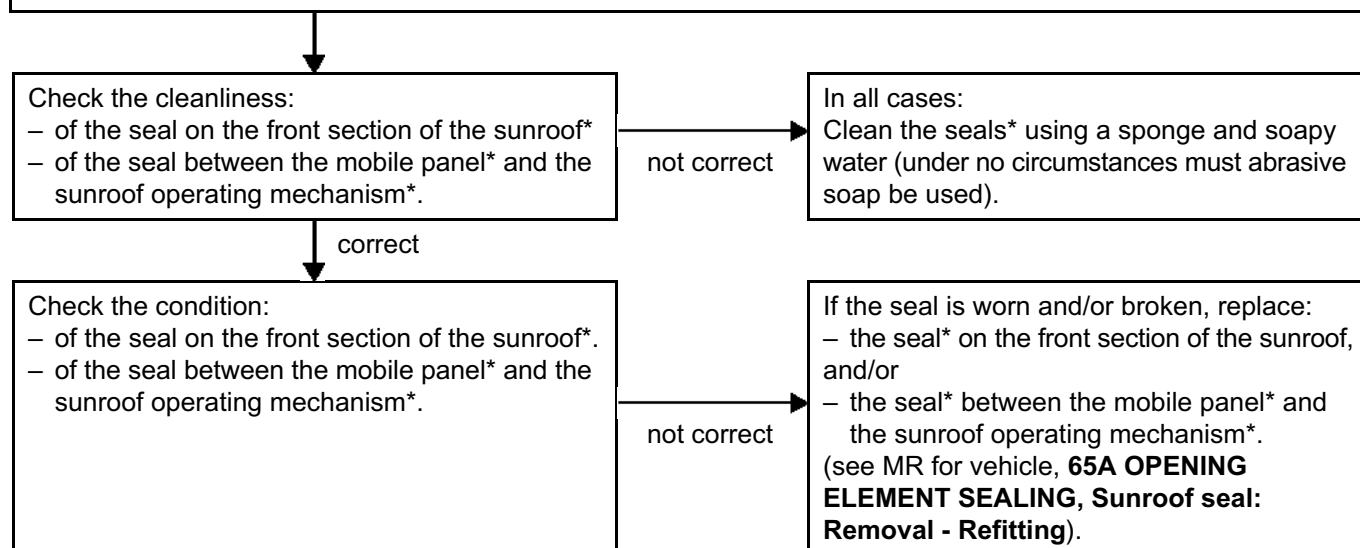 Check the cleanliness:
– of the seal on the front section of the sunroof*
– of the seal between the mobile panel* and the
sunroof operating mechanism*.
not correct
In all cases:
Clean the seals* using a sponge and soapy
water (under no circumstances must abrasive
soap be used).
correct
Check the condition:
– of the seal on the front section of the sunroof*.
– of the seal between the mobile panel* and the
sunroof operating mechanism*.
not correct
If the seal is worn and/or broken, replace:
– the seal* on the front section of the sunroof,
and/or
– the seal* between the mobile panel* and
the sunroof operating mechanism*.
(see MR for vehicle, 65A OPENING
ELEMENT SEALING, Sunroof seal:
Removal - Refitting).